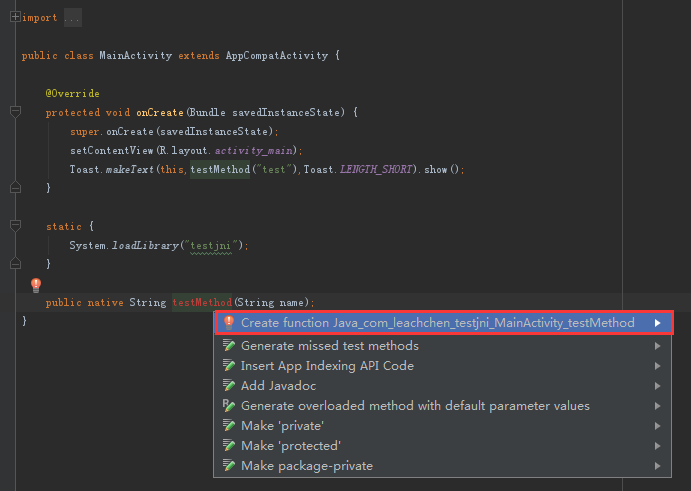 import ...
public class MainActivity extends AppCompatActivity {
@Override
protected void onCreate(Bundle savedInstanceState) {
super.onCreate(savedInstanceState);
setContentView(R.layout.activity_main);
Toast.makeText(this,testMethod("test"),Toast.LENGTH_SHORT).show();
}
static {
System.loadLibrary("testjni");
}
public native String testMethod(String name);
}
Create function Java_com_leachchen_testjni_MainActivity_testMethod
Generate missed test methods
Insert App Indexing API Code
Add Javadoc
Generate overloaded method with default parameter values
Make 'private'
Make 'protected'
Make package-private